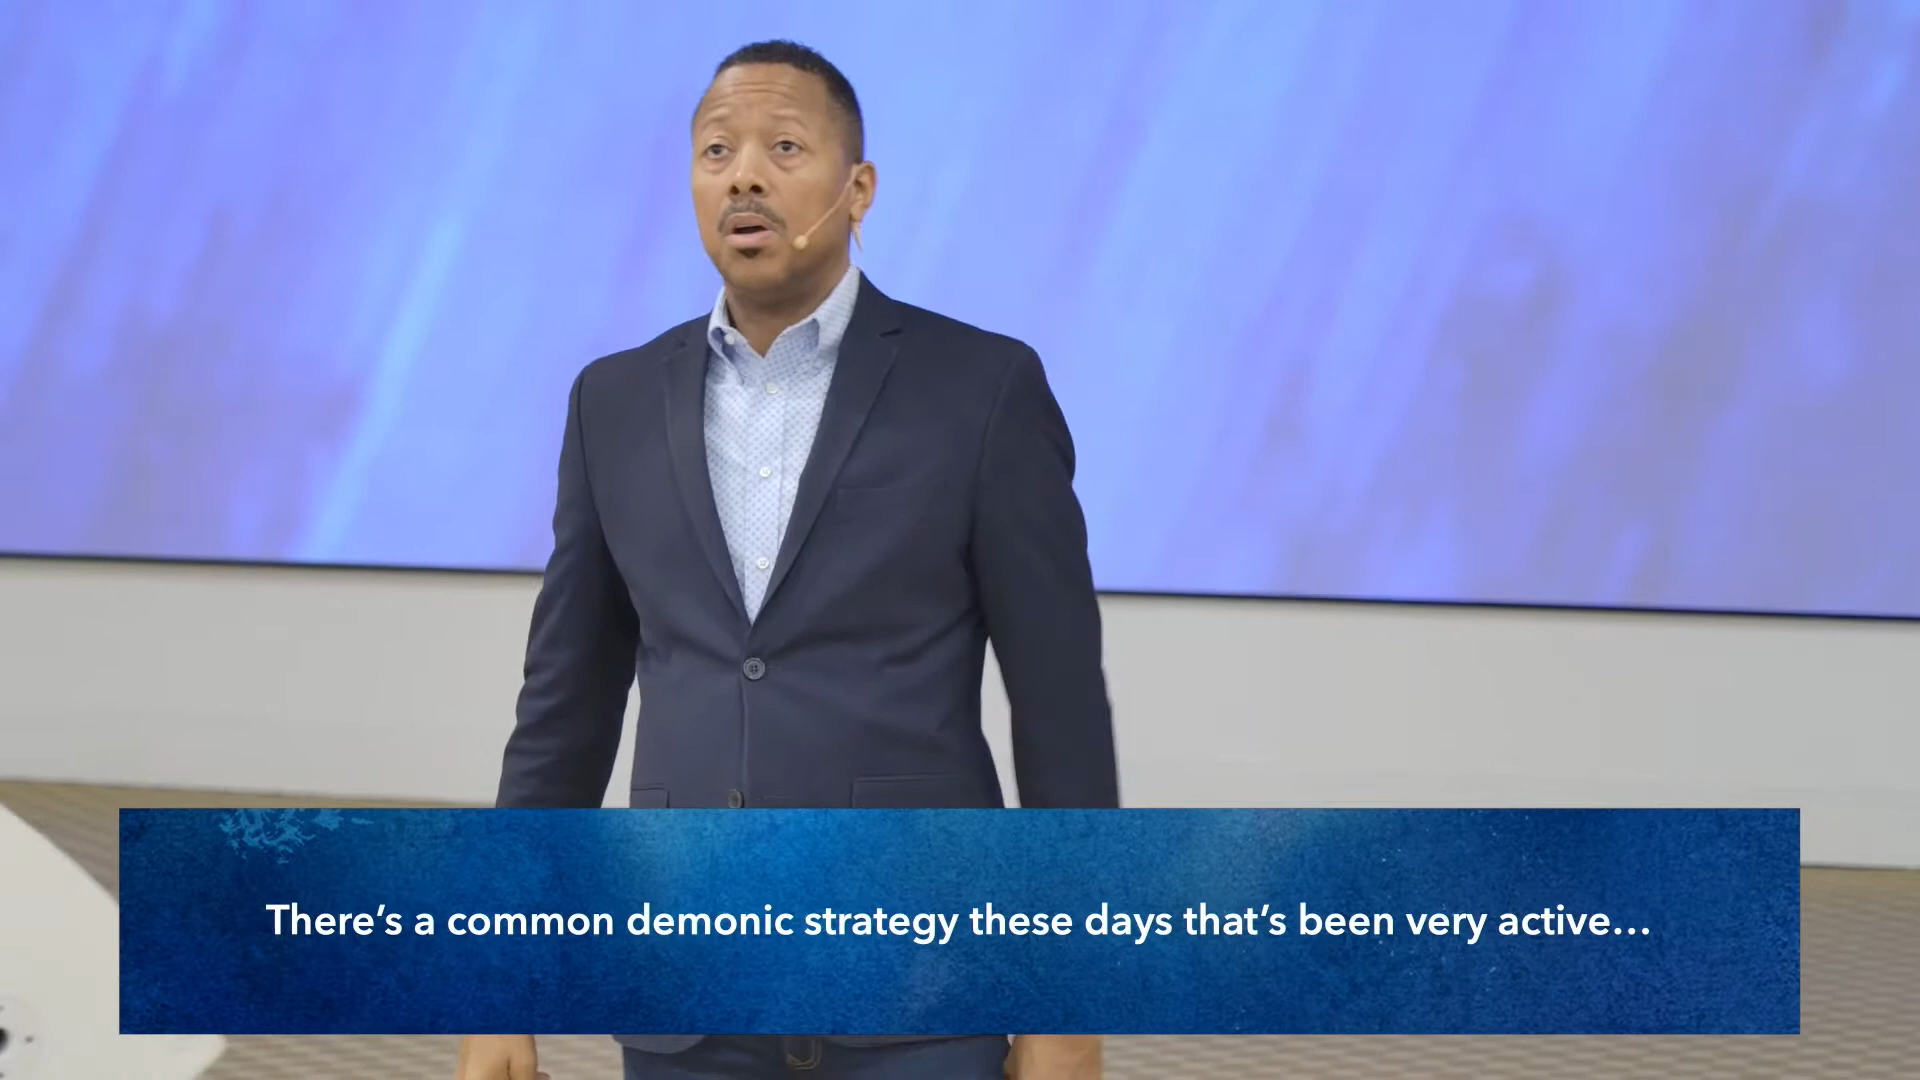 There’s a common demonic strategy these days that’s been very active…